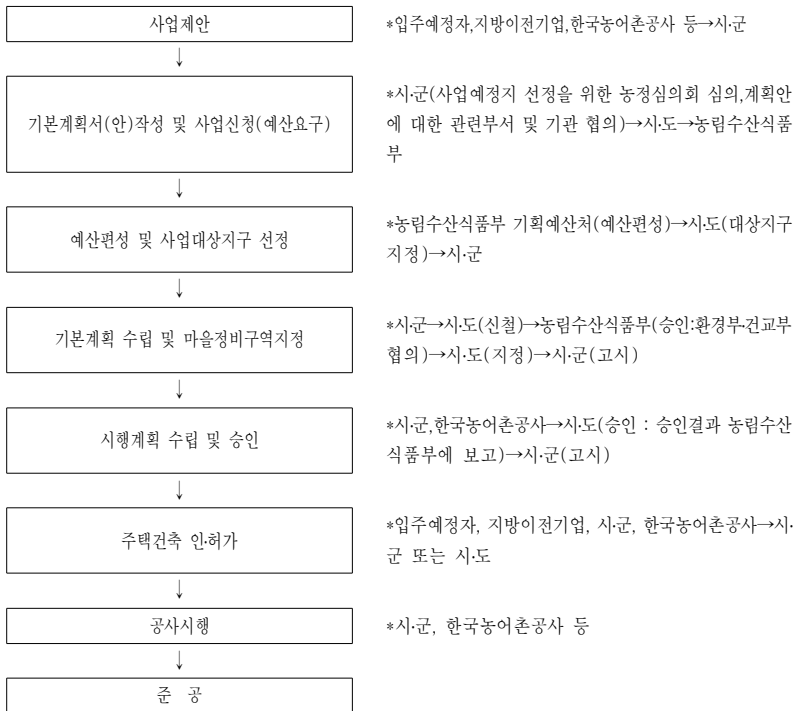 사업제안
*입주예정자,지방이전기업,한국농어촌공사 등→시·군
↓
기본계획서(안)작성 및 사업신청(예산요구)
*시·군(사업예정지 선정을 위한 농정심의회 심의,계획안
에 대한 관련부서 및 기관 협의)→시·도→농림수산식품
부
↓
예산편성 및 사업대상지구 선정
*농림수산식품부 기획예산처(예산편성)→시·도(대상지구
지정)→시·군
↓
기본계획 수립 및 마을정비구역지정
*시·군→시·도(신철)→농림수산식품부(승인:환경부·건교부
협의)→시·도(지정)→시·군(고시)
↓
시행계획 수립 및 승인
*시·군,한국농어촌공사→시·도(승인 : 승인결과 농림수산
식품부에 보고)→시·군(고시)
↓
주택건축 인·허가
*입주예정자, 지방이전기업, 시·군, 한국농어촌공사→시·
군 또는 시·도
↓
공사시행
*시·군, 한국농어촌공사 등
↓
준 공